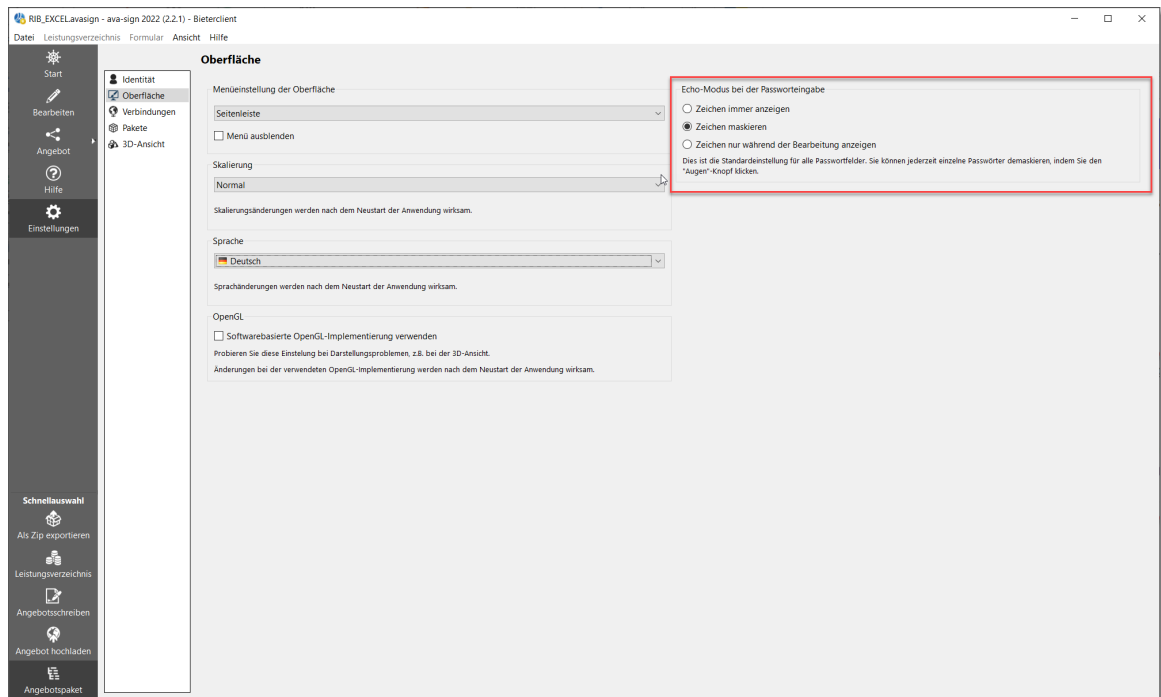 RIB_EXCEL.avasign - ava-sign 2022 (2.2.1) - Bieterclient
Datei Leistungsverzeichnis Formular Ansicht Hilfe
Start
Bearbeiten
Angebot
Hilfe
Einstellungen
Schnellauswahl
Als Zip exportieren
Leistungsverzeichnis
Angebotsschreiben
Angebot hochladen
Angebotspaket
Identität
Oberfläche
Verbindungen
Pakete
3D-Ansicht
Oberfläche
Menüeinstellung der Oberfläche
Seitenleiste
Menü ausblenden
Skalierung
Normal
Skalierungsänderungen werden nach dem Neustart der Anwendung wirksam.
Sprache
Deutsch
Sprachänderungen werden nach dem Neustart der Anwendung wirksam.
OpenGL
Softwarebasierte OpenGL-Implementierung verwenden
Probieren Sie diese Einstelung bei Darstellungsproblemen, z.B. bei der 3D-Ansicht.
Änderungen bei der verwendeten OpenGL-Implementierung werden nach dem Neustart der Anwendung wirksam.
Echo-Modus bei der Passworteingabe
Zeichen immer anzeigen
Zeichen maskieren
Zeichen nur während der Bearbeitung anzeigen
Dies ist die Standardeinstellung für alle Passwortfelder. Sie können jederzeit einzelne Passwörter demaskieren, indem Sie den
"Augen"-Knopf klicken.